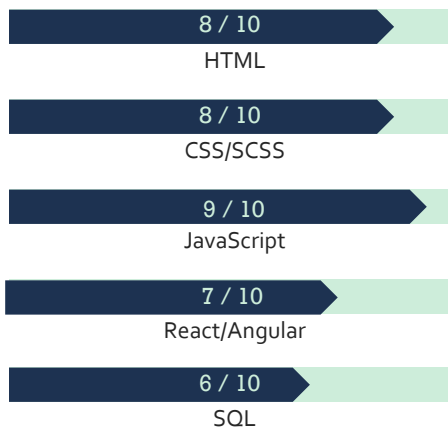 8 / 10
HTML
8 / 10
CSS/SCSS
9 / 10
JavaScript
7 / 10
React/Angular
6 / 10
SQL